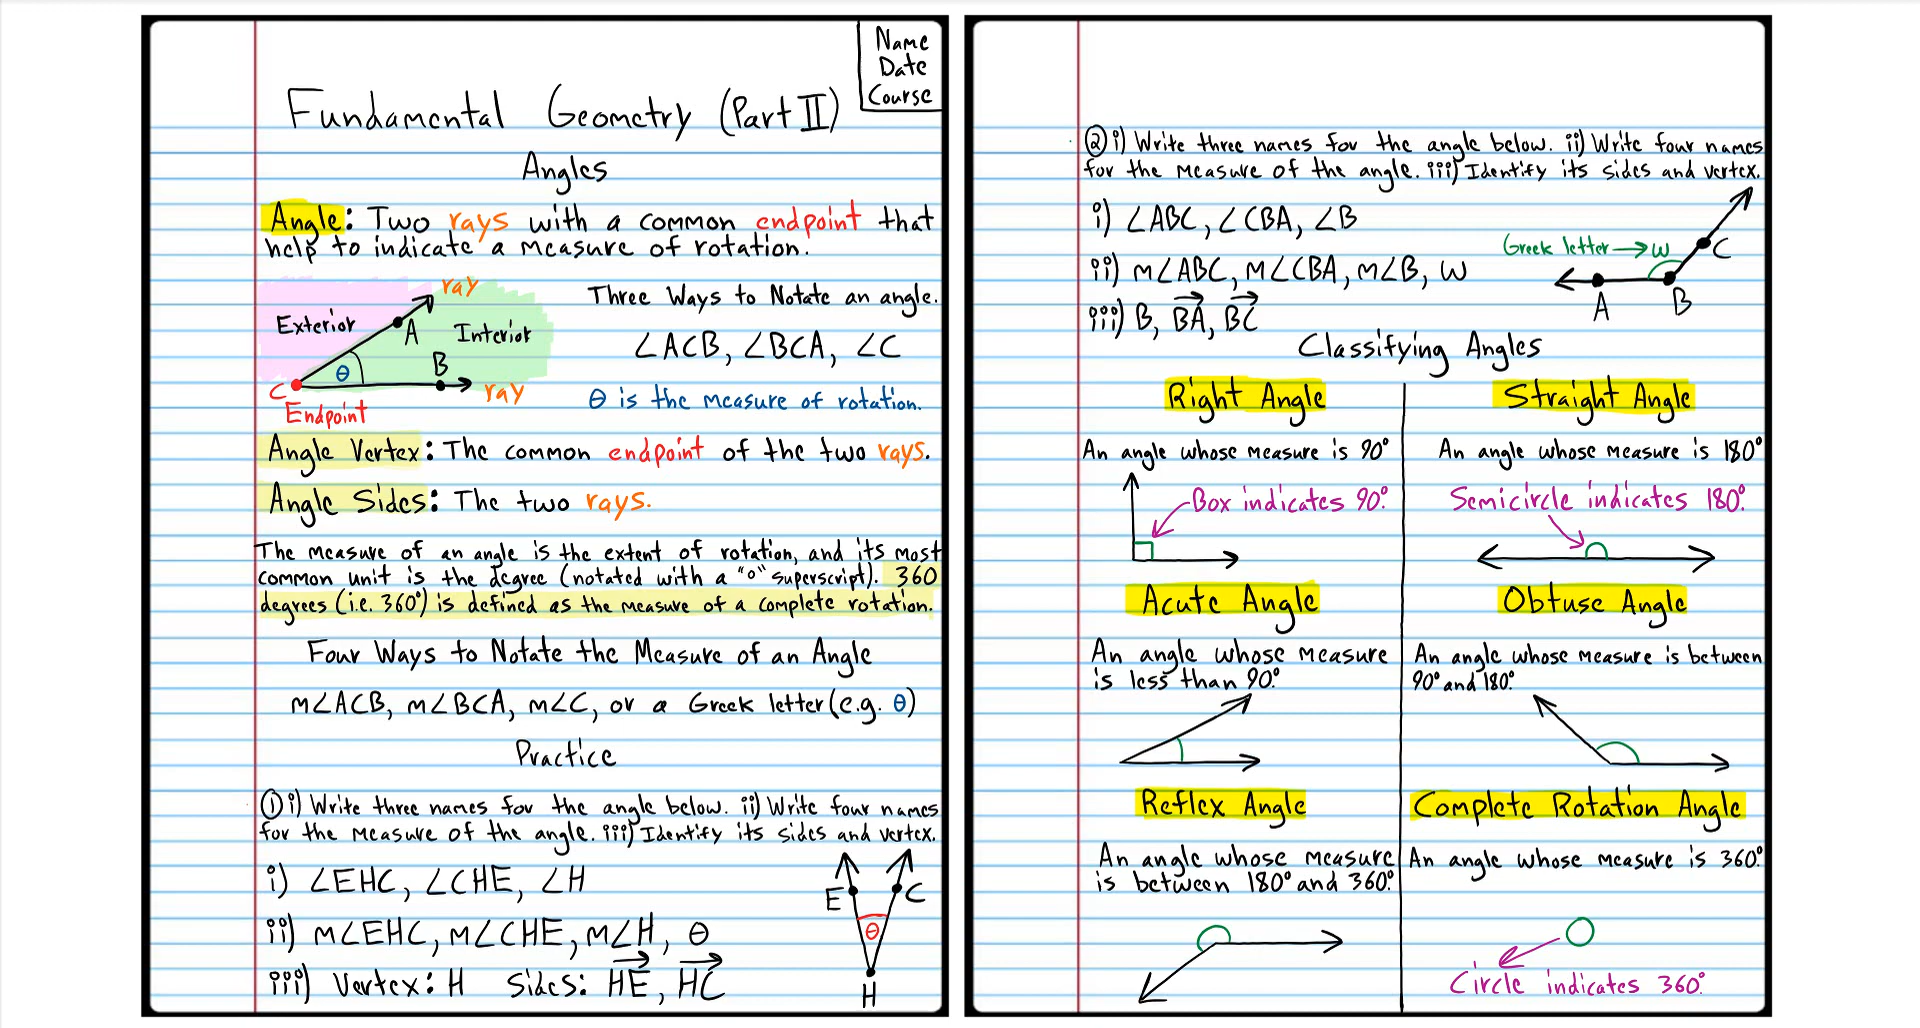 Name
Date
Course
Fundamental Geometry (Part II)
Angles
Angle: Two rays with a common endpoint that
help to indicate a measure of rotation.
ray
Three Ways to Notate an angle.
Exterior
A
Interior
∠ACB, ∠BCA, ∠C
B
θ
C
ray
θ is the measure of rotation.
Endpoint
Angle Vertex: The common endpoint of the two rays.
Angle Sides: The two rays.
The measure of an angle is the extent of rotation, and its most
common unit is the degree (notated with a "o" superscript). 360
degrees (i.e. 360°) is defined as the measure of a complete rotation.
Four Ways to Notate the Measure of an Angle
m∠ACB, m∠BCA, m∠C, or a Greek letter (e.g. θ)
Practice
① i) Write three names for the angle below. ii) Write four names
for the measure of the angle. iii) Identify its sides and vertex.
i) ∠EHC, ∠CHE, ∠H
E
C
ii) m∠EHC, m∠CHE, m∠H, θ
θ
iii) Vertex: H Sides: HE→, HC→
H
② i) Write three names for the angle below. ii) Write four names
for the measure of the angle. iii) Identify its sides and vertex.
i) ∠ABC, ∠CBA, ∠B
Greek letter → ω
C
ii) m∠ABC, m∠CBA, m∠B, ω
A
B
iii) B, BA→, BC→
Classifying Angles
Right Angle
An angle whose measure is 90°
Box indicates 90°.
Straight Angle
An angle whose measure is 180°
Semicircle indicates 180°.
Acute Angle
An angle whose measure
is less than 90°.
Obtuse Angle
An angle whose measure is between
90° and 180°.
Reflex Angle
An angle whose measure
is between 180° and 360°.
Complete Rotation Angle
An angle whose measure is 360°.
Circle indicates 360°.